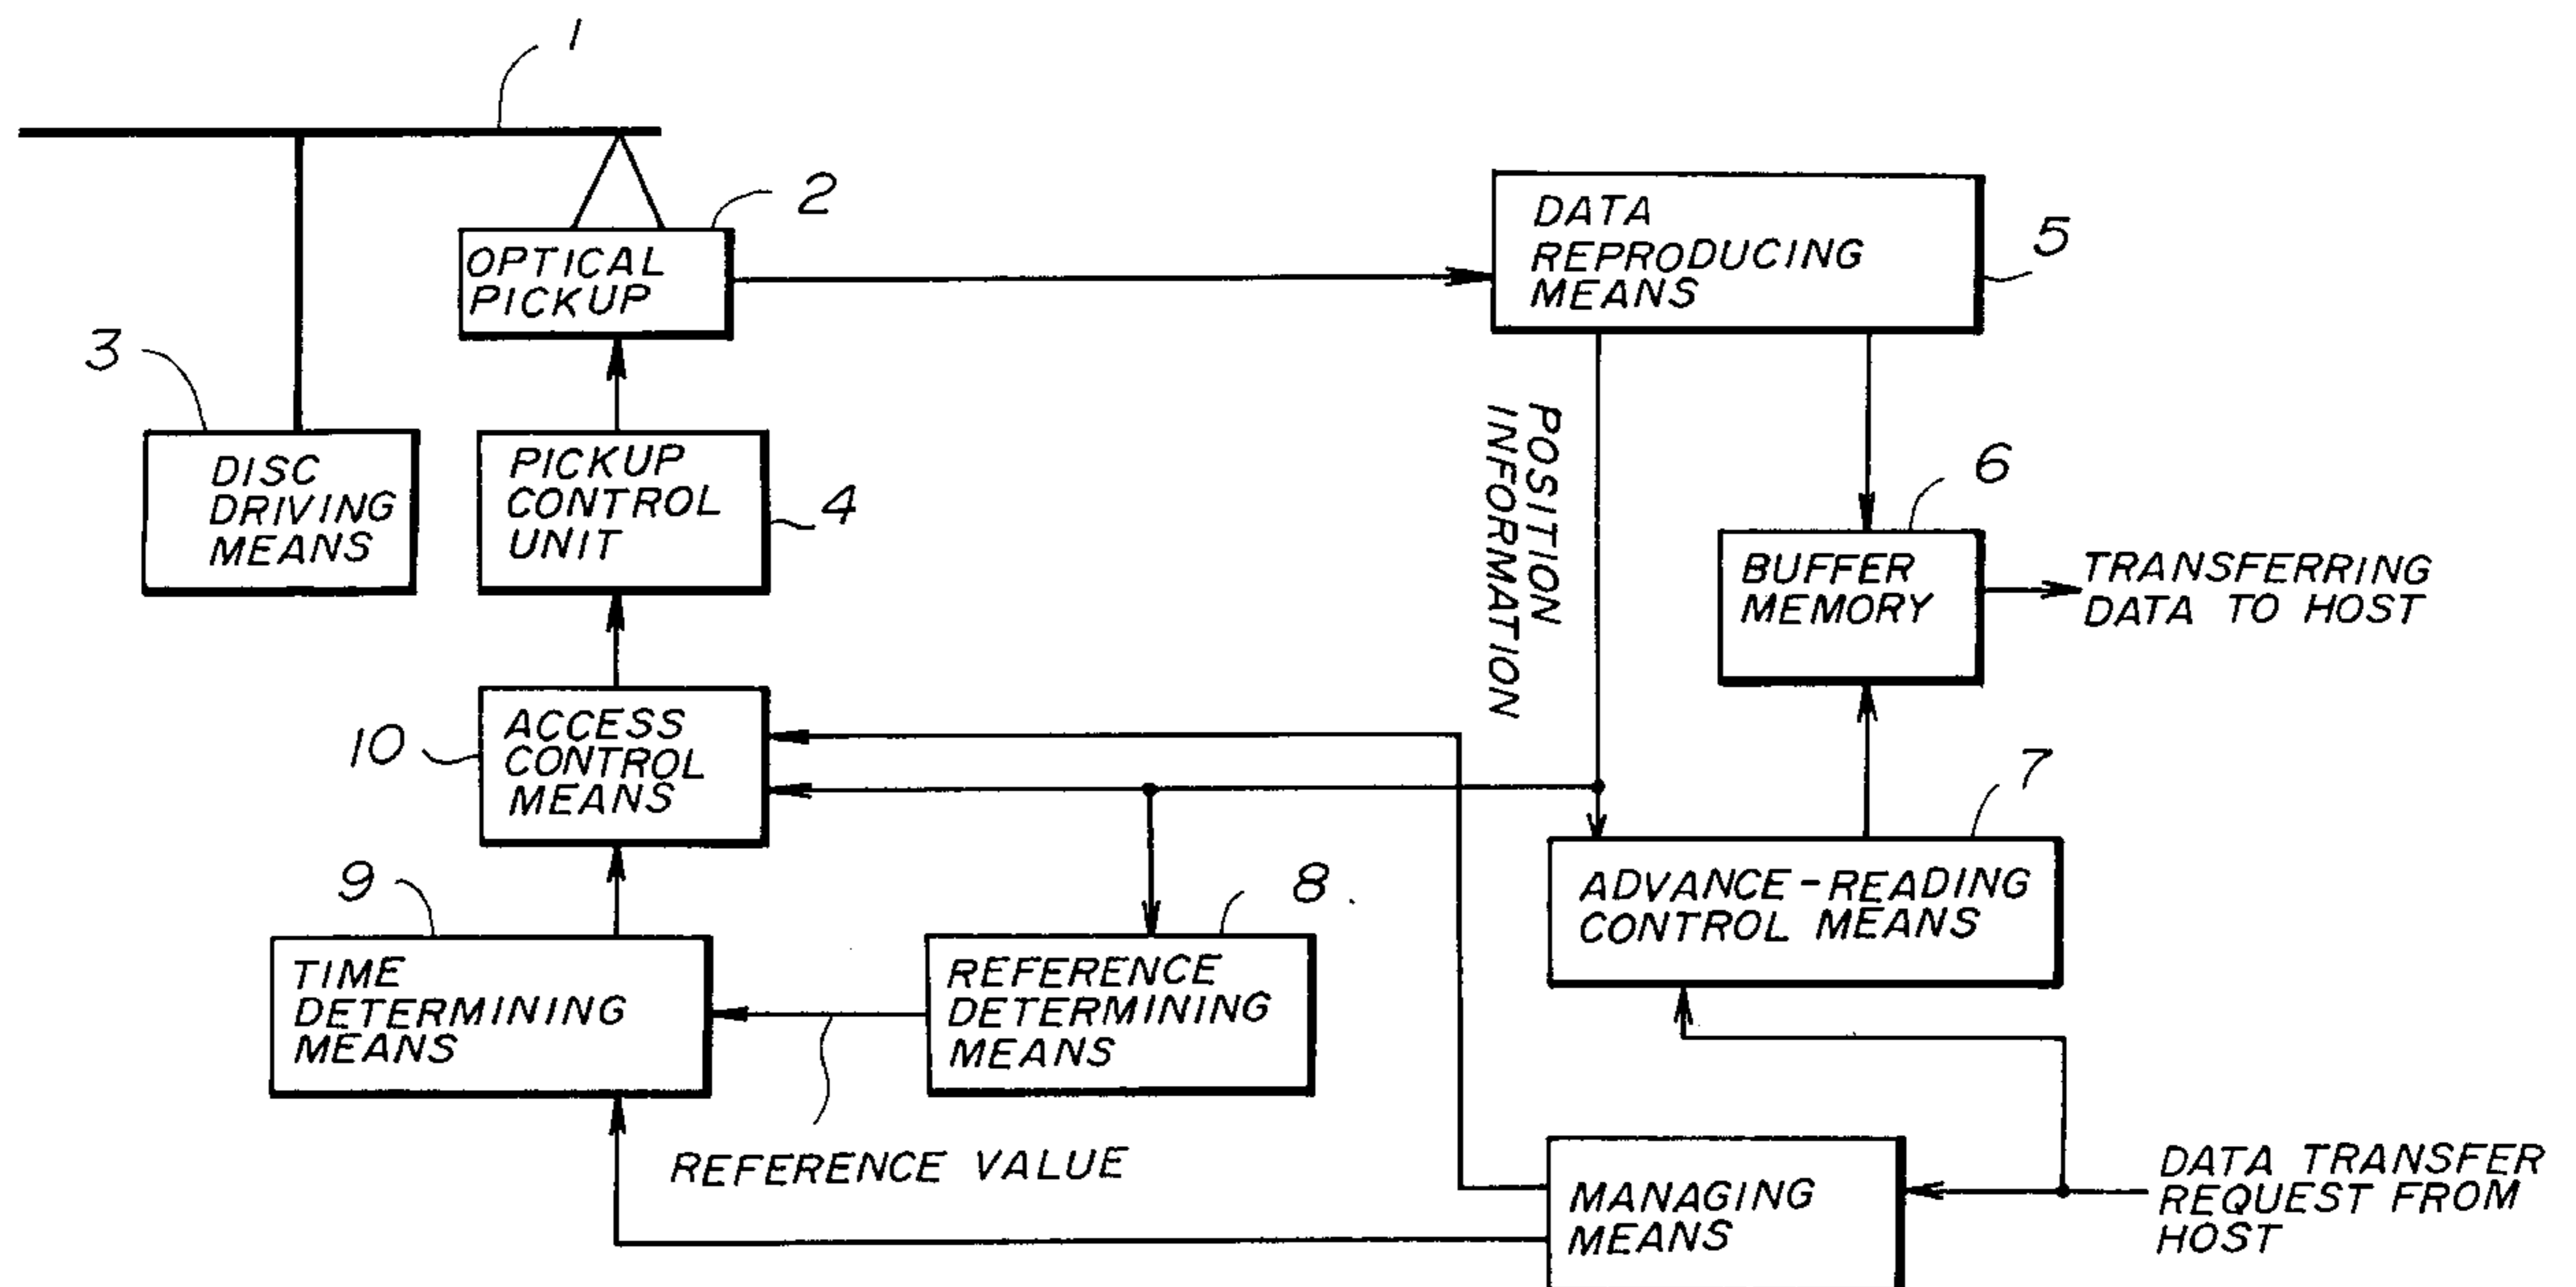 1
2
OPTICAL
PICKUP
DATA
REPRODUCING
MEANS
5
3
DISC
DRIVING
MEANS
PICKUP
CONTROL
UNIT
4
POSITION
INFORMATION
6
BUFFER
MEMORY
TRANSFERRING
DATA TO HOST
10
ACCESS
CONTROL
MEANS
7
ADVANCE-READING
CONTROL MEANS
9
TIME
DETERMINING
MEANS
8
REFERENCE
DETERMINING
MEANS
REFERENCE VALUE
MANAGING
MEANS
DATA TRANSFER
REQUEST FROM
HOST